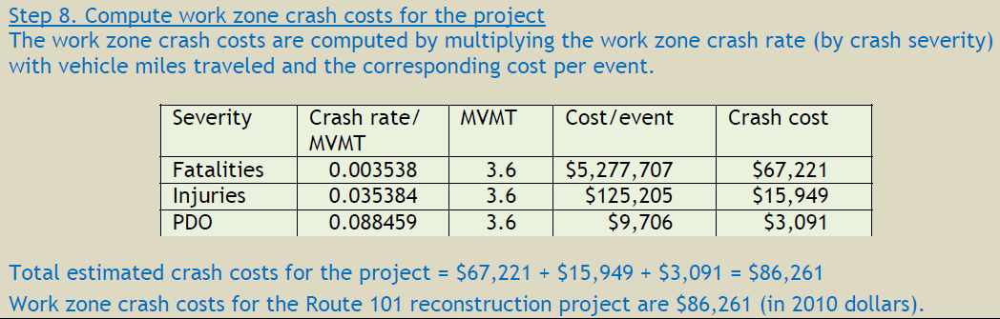 Step 8. Compute work zone crash costs for the project
The work zone crash costs are computed by multiplying the work zone crash rate (by crash severity)
with vehicle miles traveled and the corresponding cost per event.
Severity Crash rate/ MVMT Cost/event Crash cost
MVMT
Fatalities 0.003538 3.6 $5,277,707 $67,221
Injuries 0.035384 3.6 $125,205 $15,949
PDO 0.088459 3.6 $9,706 $3,091
Total estimated crash costs for the project = $67,221 + $15,949 + $3,091 = $86,261
Work zone crash costs for the Route 101 reconstruction project are $86,261 (in 2010 dollars).